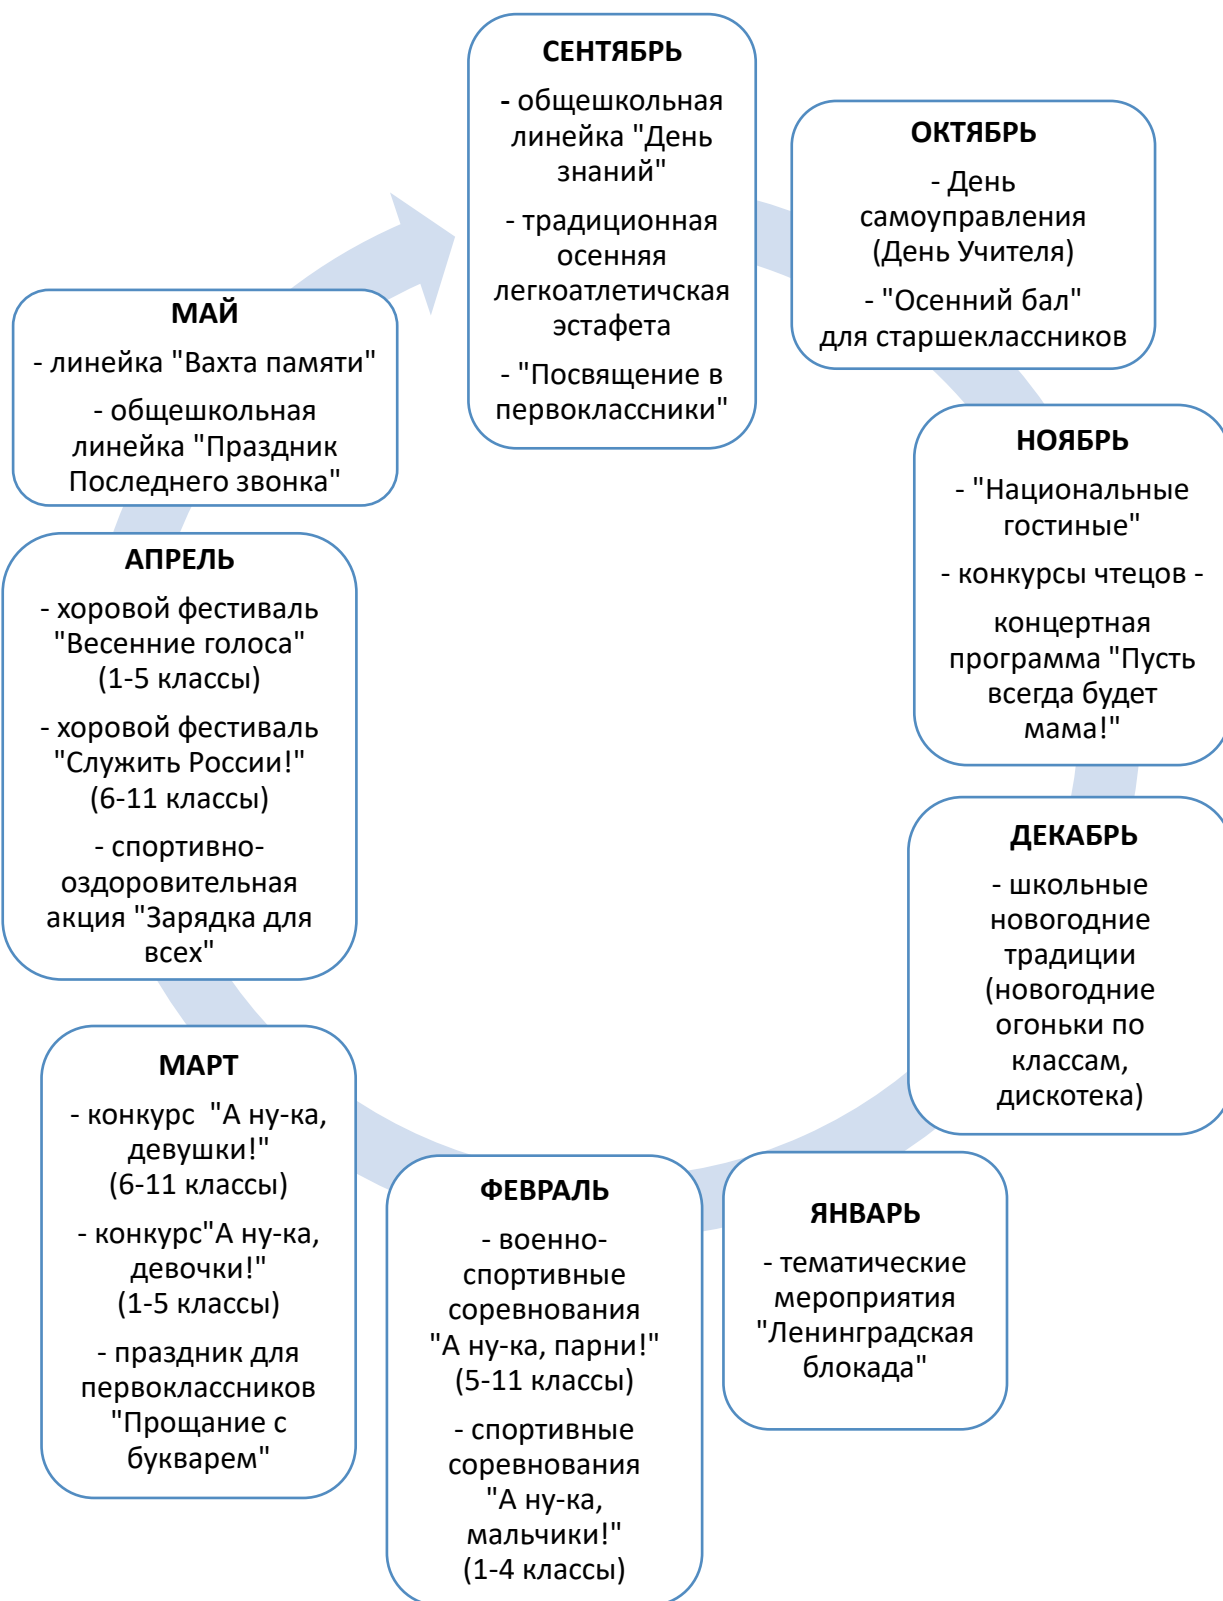 СЕНТЯБРЬ
- общешкольная
линейка "День
знаний"
- традиционная
осенняя
легкоатлетичская
эстафета
- "Посвящение в
первоклассники"
ОКТЯБРЬ
- День
самоуправления
(День Учителя)
- "Осенний бал"
для старшеклассников
НОЯБРЬ
- "Национальные
гостиные"
- конкурсы чтецов -
концертная
программа "Пусть
всегда будет
мама!"
ДЕКАБРЬ
- школьные
новогодние
традиции
(новогодние
огоньки по
классам,
дискотека)
ЯНВАРЬ
- тематические
мероприятия
"Ленинградская
блокада"
ФЕВРАЛЬ
- военно-
спортивные
соревнования
"А ну-ка, парни!"
(5-11 классы)
- спортивные
соревнования
"А ну-ка,
мальчики!"
(1-4 классы)
МАРТ
- конкурс  "А ну-ка,
девушки!"
(6-11 классы)
- конкурс"А ну-ка,
девочки!"
(1-5 классы)
- праздник для
первоклассников
"Прощание с
букварем"
АПРЕЛЬ
- хоровой фестиваль
"Весенние голоса"
(1-5 классы)
- хоровой фестиваль
"Служить России!"
(6-11 классы)
- спортивно-
оздоровительная
акция "Зарядка для
всех"
МАЙ
- линейка "Вахта памяти"
- общешкольная
линейка "Праздник
Последнего звонка"